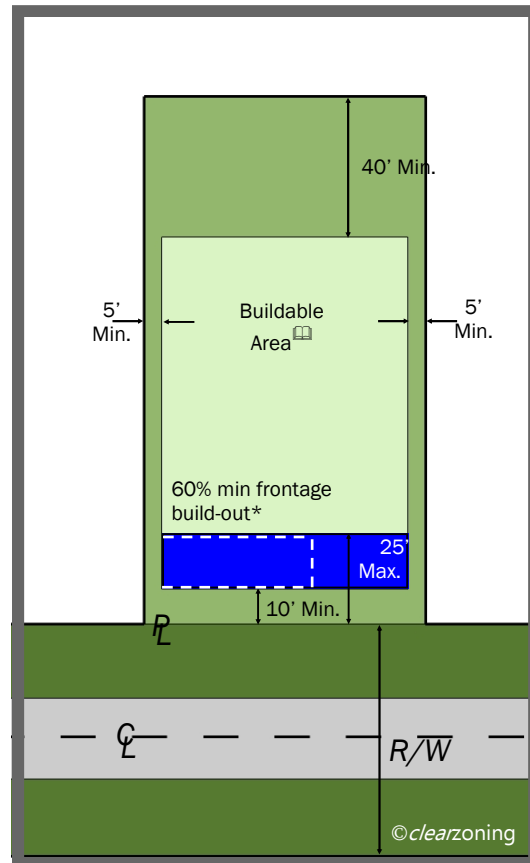 40' Min.
5'
Min.
Buildable
Area
5'
Min.
60% min frontage
build-out*
25'
Max.
10' Min.
PL
CL
R/W
©clearzoning